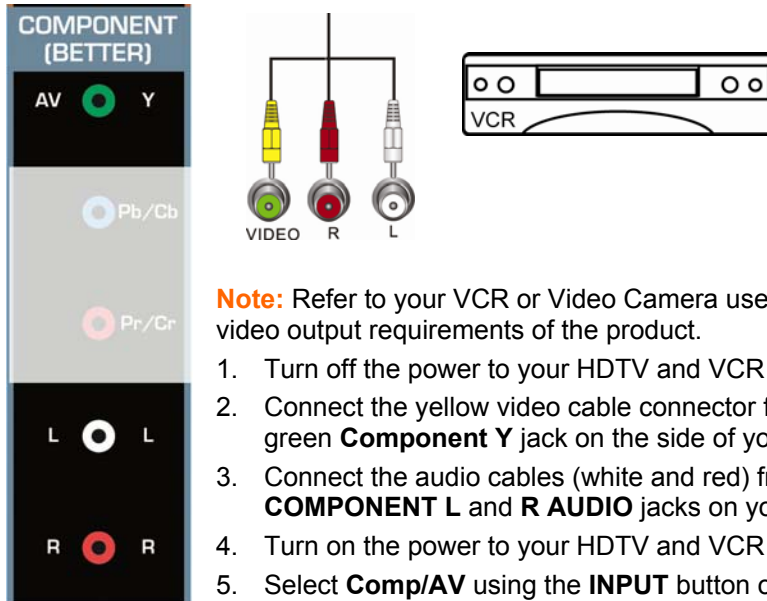 COMPONENT
(BETTER)
AV Y
Pb/Cb
Pr/Cr
L L
R R
VIDEO R L
VCR
Note: Refer to your VCR or Video Camera use
video output requirements of the product.
1. Turn off the power to your HDTV and VCR
2. Connect the yellow video cable connector
green Component Y jack on the side of yo
3. Connect the audio cables (white and red) f
COMPONENT L and R AUDIO jacks on yo
4. Turn on the power to your HDTV and VCR
5. Select Comp/AV using the INPUT button o